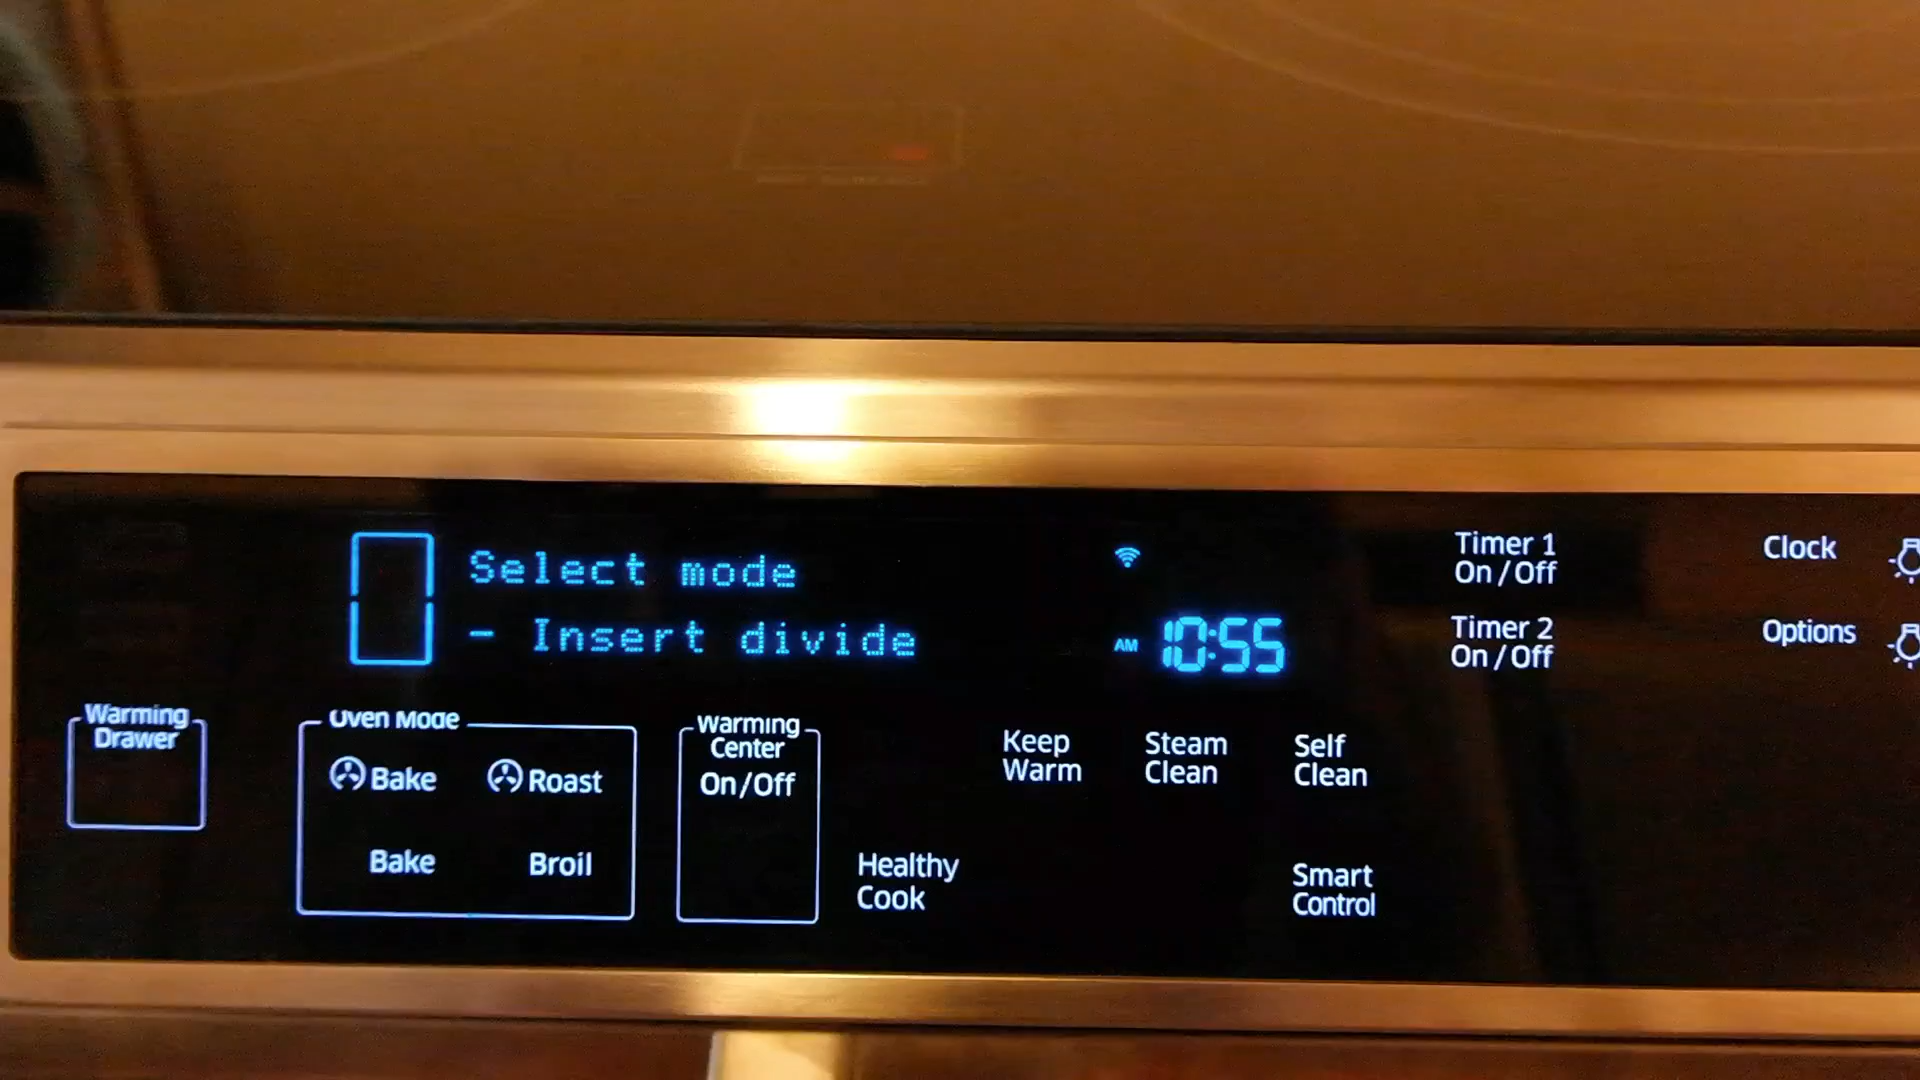 Select mode
- Insert divide
AM 10:55
Timer 1
On / Off
Timer 2
On / Off
Clock
Options
Warming
Drawer
Oven Mode
Bake
Roast
Bake
Broil
Warming
Center
On/Off
Healthy
Cook
Keep
Warm
Steam
Clean
Self
Clean
Smart
Control